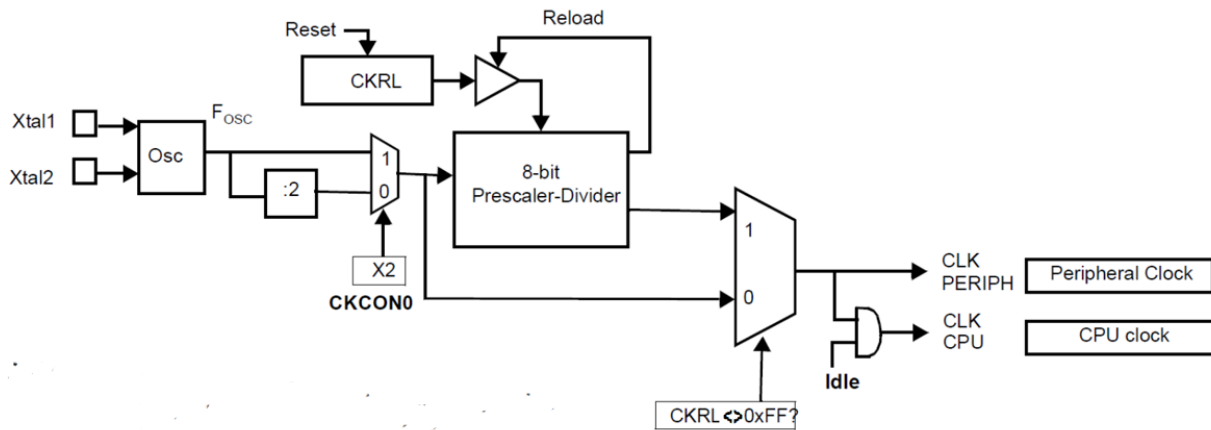 Reload
Reset
CKRL
Xtal1
Xtal2
Osc
FOSC
:2
1
0
X2
CKCON0
8-bit
Prescaler-Divider
1
0
CLK
PERIPH
Peripheral Clock
CLK
CPU
CPU clock
Idle
CKRL<>0xFF?